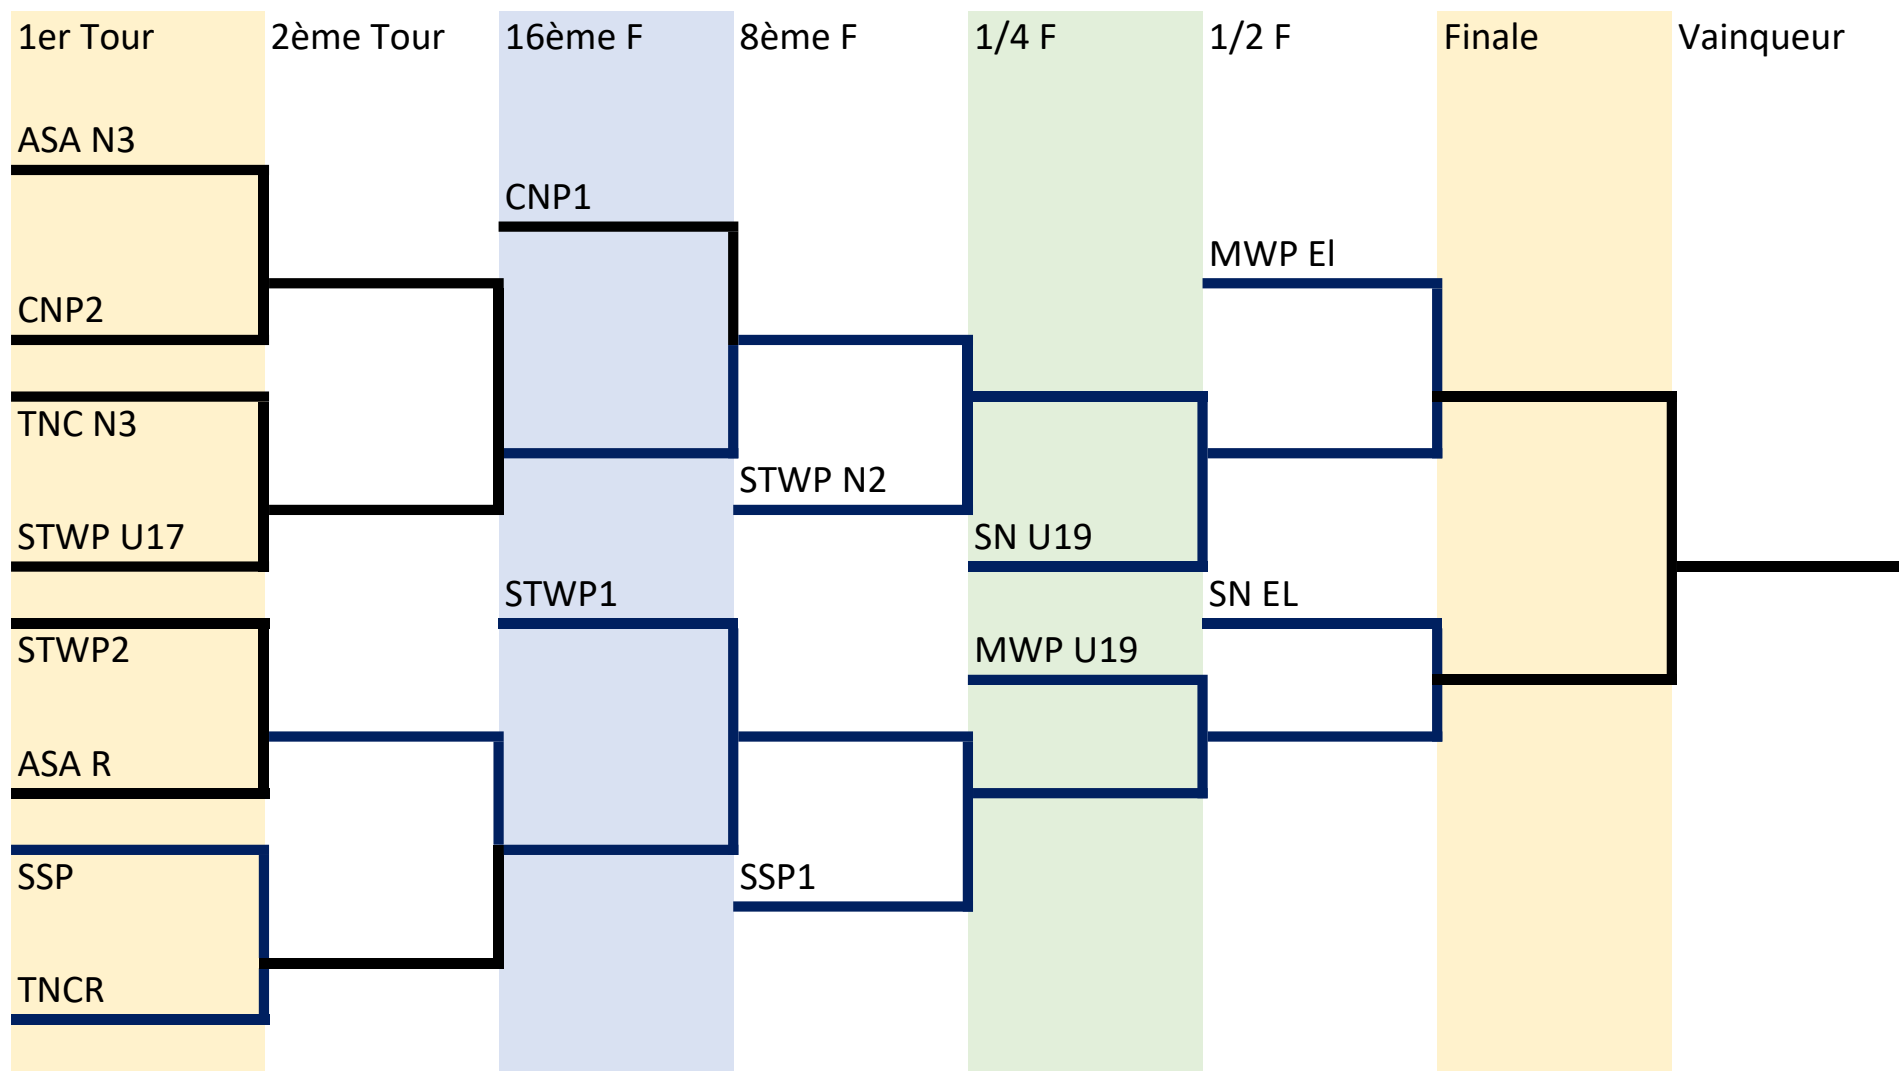 1er Tour
2ème Tour
16ème F
8ème F
1/4 F
1/2 F
Finale
Vainqueur
ASA N3
CNP1
MWP El
CNP2
TNC N3
STWP N2
STWP U17
SN U19
STWP1
SN EL
STWP2
MWP U19
ASA R
SSP
SSP1
TNCR